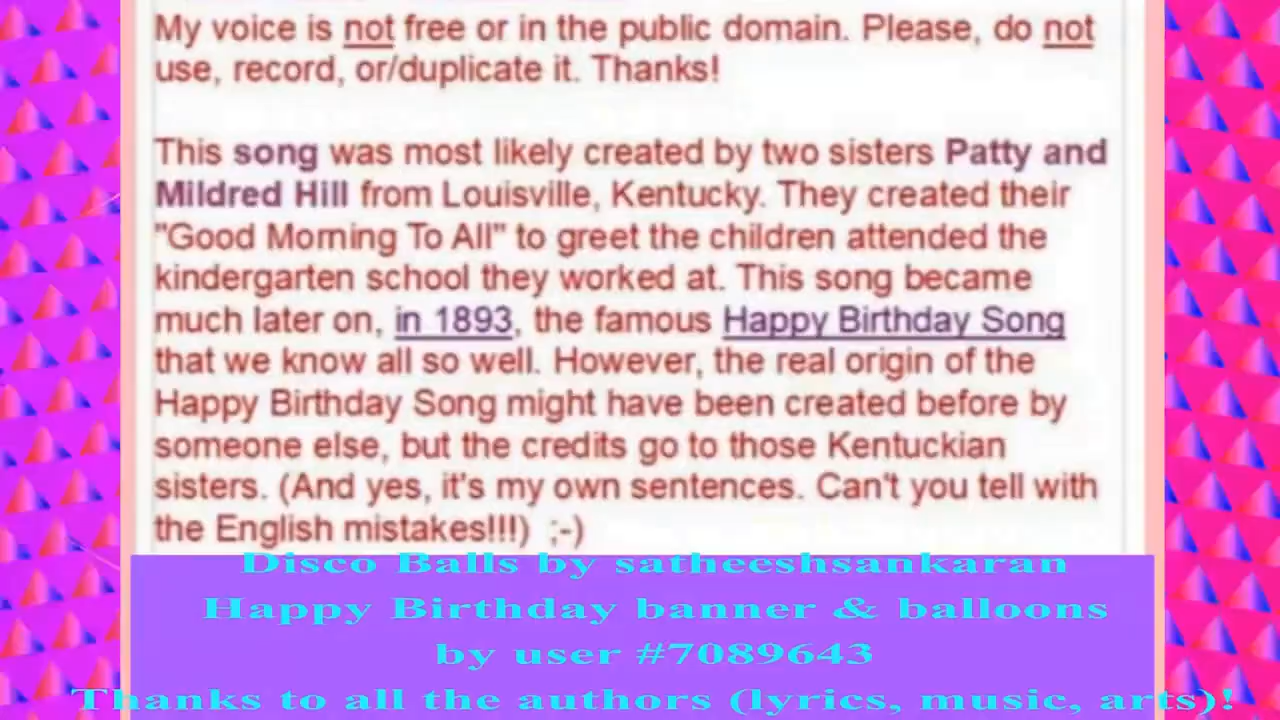 My voice is not free or in the public domain. Please, do not
use, record, or/duplicate it. Thanks!
This song was most likely created by two sisters Patty and
Mildred Hill from Louisville, Kentucky. They created their
"Good Morning To All" to greet the children attended the
kindergarten school they worked at. This song became
much later on, in 1893, the famous Happy Birthday Song
that we know all so well. However, the real origin of the
Happy Birthday Song might have been created before by
someone else, but the credits go to those Kentuckian
sisters. (And yes, it's my own sentences. Can't you tell with
the English mistakes!!!) ;-)
Disco Balls by satheeshsankaran
Happy Birthday banner & balloons
by user #7089643
Thanks to all the authors (lyrics, music, arts)!